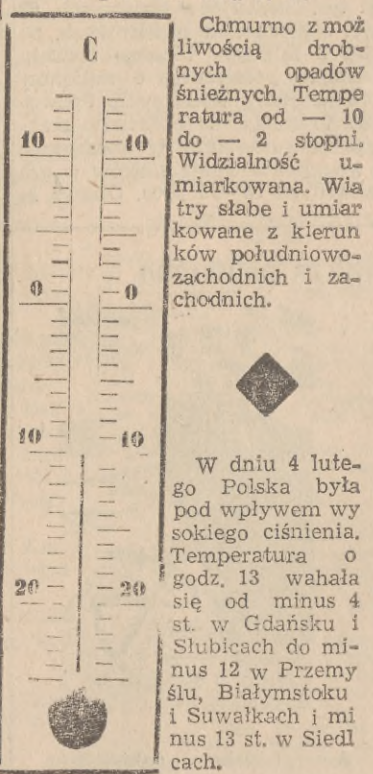 C
10 10
0 0
10 10
20 20
Chmurno z moż
liwością drob-
nych opadów
śnieżnych. Tempe
ratura od — 10
do — 2 stopni.
Widzialność u-
miarkowana. Wia
try słabe i umiar
kowane z kierun
ków południowo-
zachodnich i za-
chodnich.
W dniu 4 lute-
go Polska była
pod wpływem wy
sokiego ciśnienia.
Temperatura o
godz. 13 wahała
się od minus 4
st. w Gdańsku i
Słubicach do mi-
nus 12 w Przemy
ślu, Białymstoku
i Suwałkach i mi
nus 13 st. w Siedl
cach.